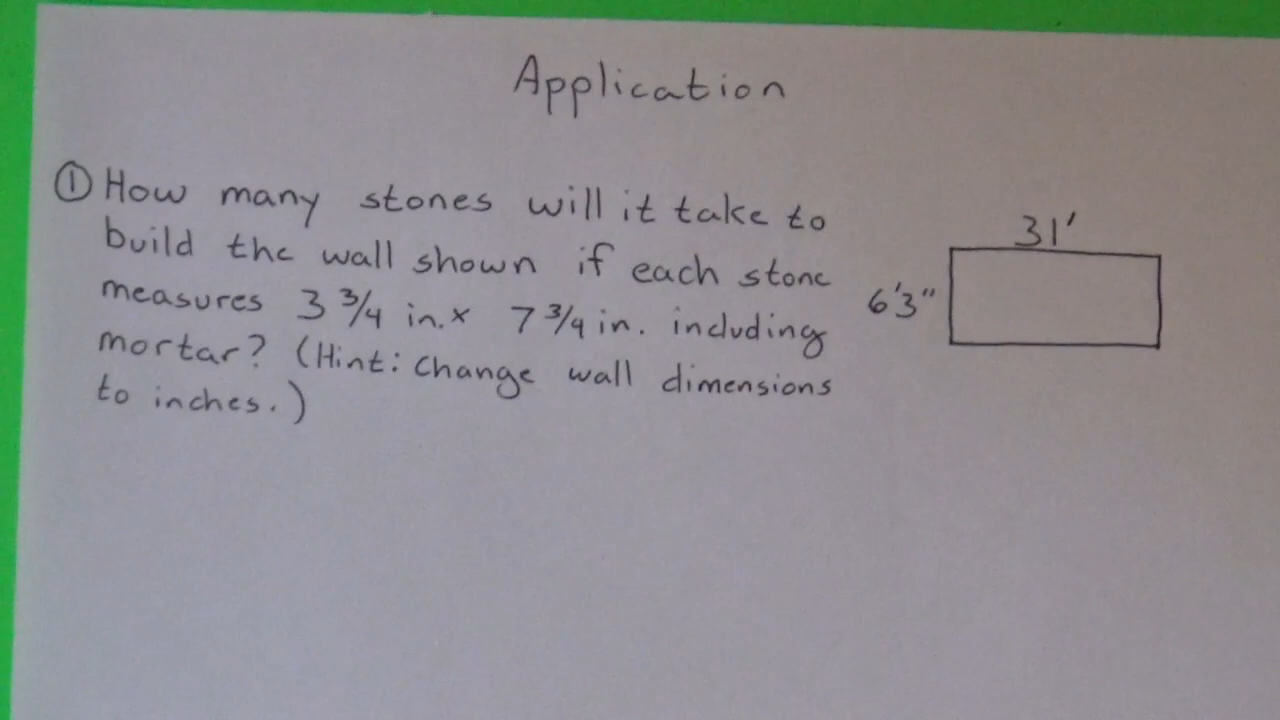 Application
① How many stones will it take to
build the wall shown if each stone
measures 3 3/4 in. x 7 3/4 in. including
mortar? (Hint: Change wall dimensions
to inches.)
31'
6'3"